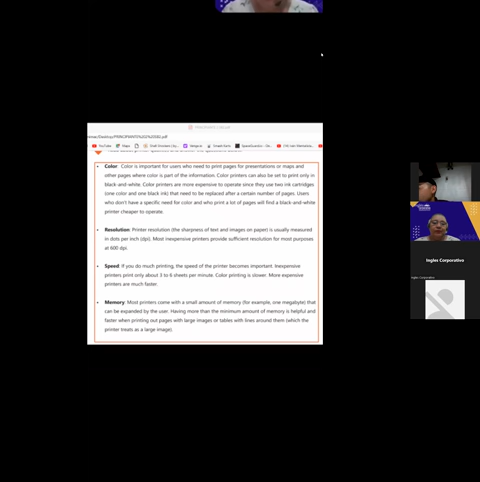 YouTube
Hangout
• Color: Color is important for users who need to print pages for presentations or maps and
other pages where color is part of the information. Color printers can also be set to print only in
black-and-white. Color printers are more expensive to operate since they use two ink cartridges
(one color and one black ink) that need to be replaced after a certain number of pages. Users
who don't have a specific need for color and who print a lot of pages will find a black-and-white
printer cheaper to operate.
• Resolution: Printer resolution (the sharpness of text and images on paper) is usually measured
in dots per inch (dpi). Most inexpensive printers provide sufficient resolution for most purposes
at 600 dpi.
• Speed: If you do much printing, the speed of the printer becomes important. Inexpensive
printers print only about 3 to 6 sheets per minute. Color printing is slower. More expensive
printers are much faster.
• Memory: Most printers come with a small amount of memory (for example, one megabyte) that
can be expanded by the user. Having more than the minimum amount of memory is helpful and
faster when printing out pages with large images or tables with lines around them (which the
printer treats as a large image).
Ingles Corporativo
Ingles Corporativo